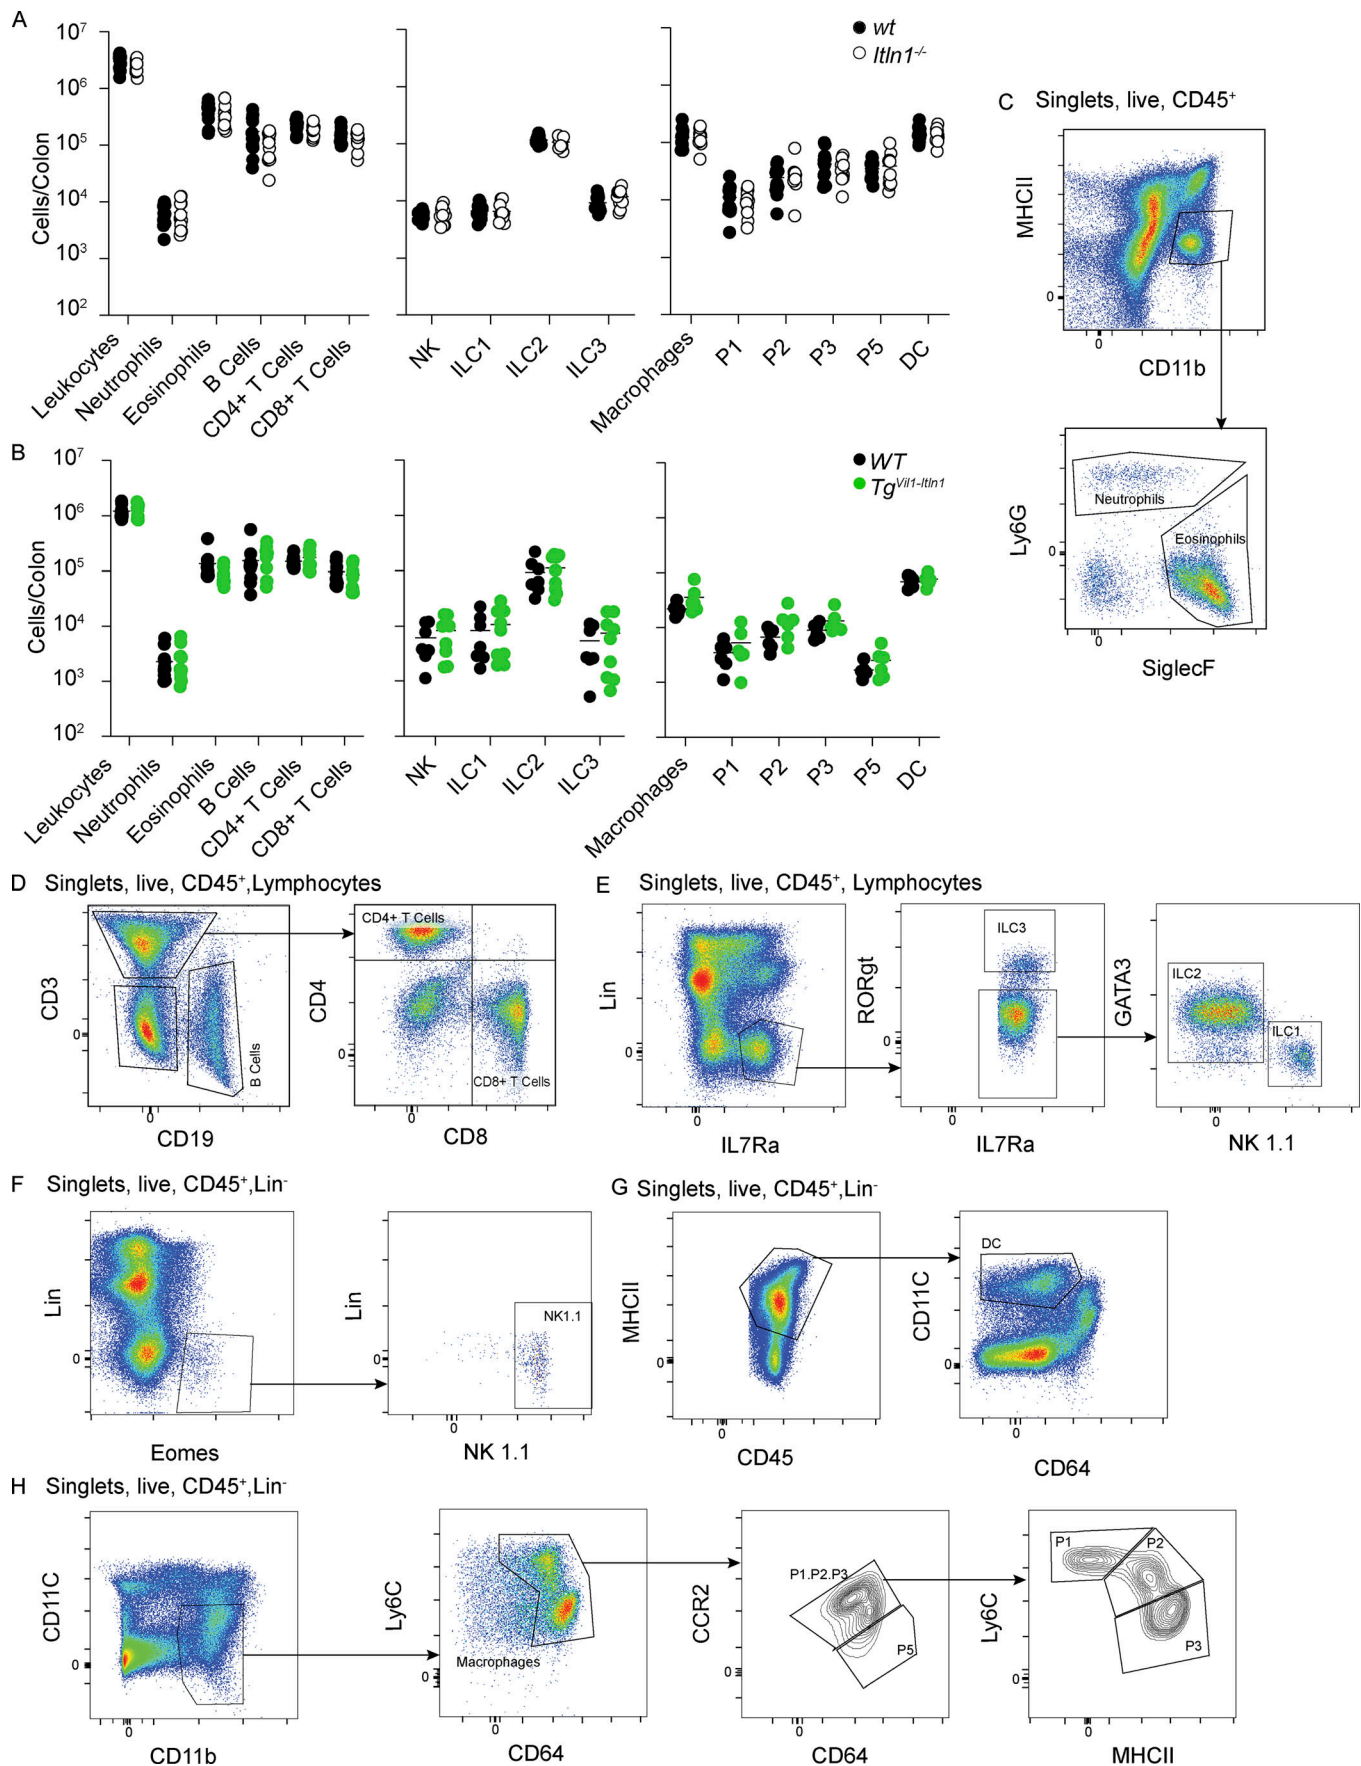 A
wt
Itln1-/-
Cells/Colon
10^7
10^6
10^5
10^4
10^3
10^2
Leukocytes
Neutrophils
Eosinophils
B Cells
CD4+ T Cells
CD8+ T Cells
NK
ILC1
ILC2
ILC3
Macrophages
P1
P2
P3
P5
DC
C Singlets, live, CD45+
MHCII
0
0
CD11b
Ly6G
Neutrophils
Eosinophils
0
0
SiglecF
B
WT
Tg^Vil1-Itln1
Cells/Colon
10^7
10^6
10^5
10^4
10^3
10^2
Leukocytes
Neutrophils
Eosinophils
B Cells
CD4+ T Cells
CD8+ T Cells
NK
ILC1
ILC2
ILC3
Macrophages
P1
P2
P3
P5
DC
D Singlets, live, CD45+,Lymphocytes
CD3
0
B Cells
0
CD19
CD4
CD4+ T Cells
0
CD8+ T Cells
0
CD8
E Singlets, live, CD45+, Lymphocytes
Lin
0
0
IL7Ra
RORgt
ILC3
0
0
IL7Ra
GATA3
ILC2
ILC1
0
NK 1.1
F Singlets, live, CD45+,Lin-
Lin
0
Eomes
Lin
NK1.1
0
0
NK 1.1
G Singlets, live, CD45+,Lin-
MHCII
0
0
CD45
CD11C
DC
0
0
CD64
H Singlets, live, CD45+,Lin-
CD11C
0
0
CD11b
Ly6C
Macrophages
0
0
CD64
CCR2
P1.P2.P3
P5
0
0
CD64
Ly6C
P1
P2
P3
0
0
MHCII